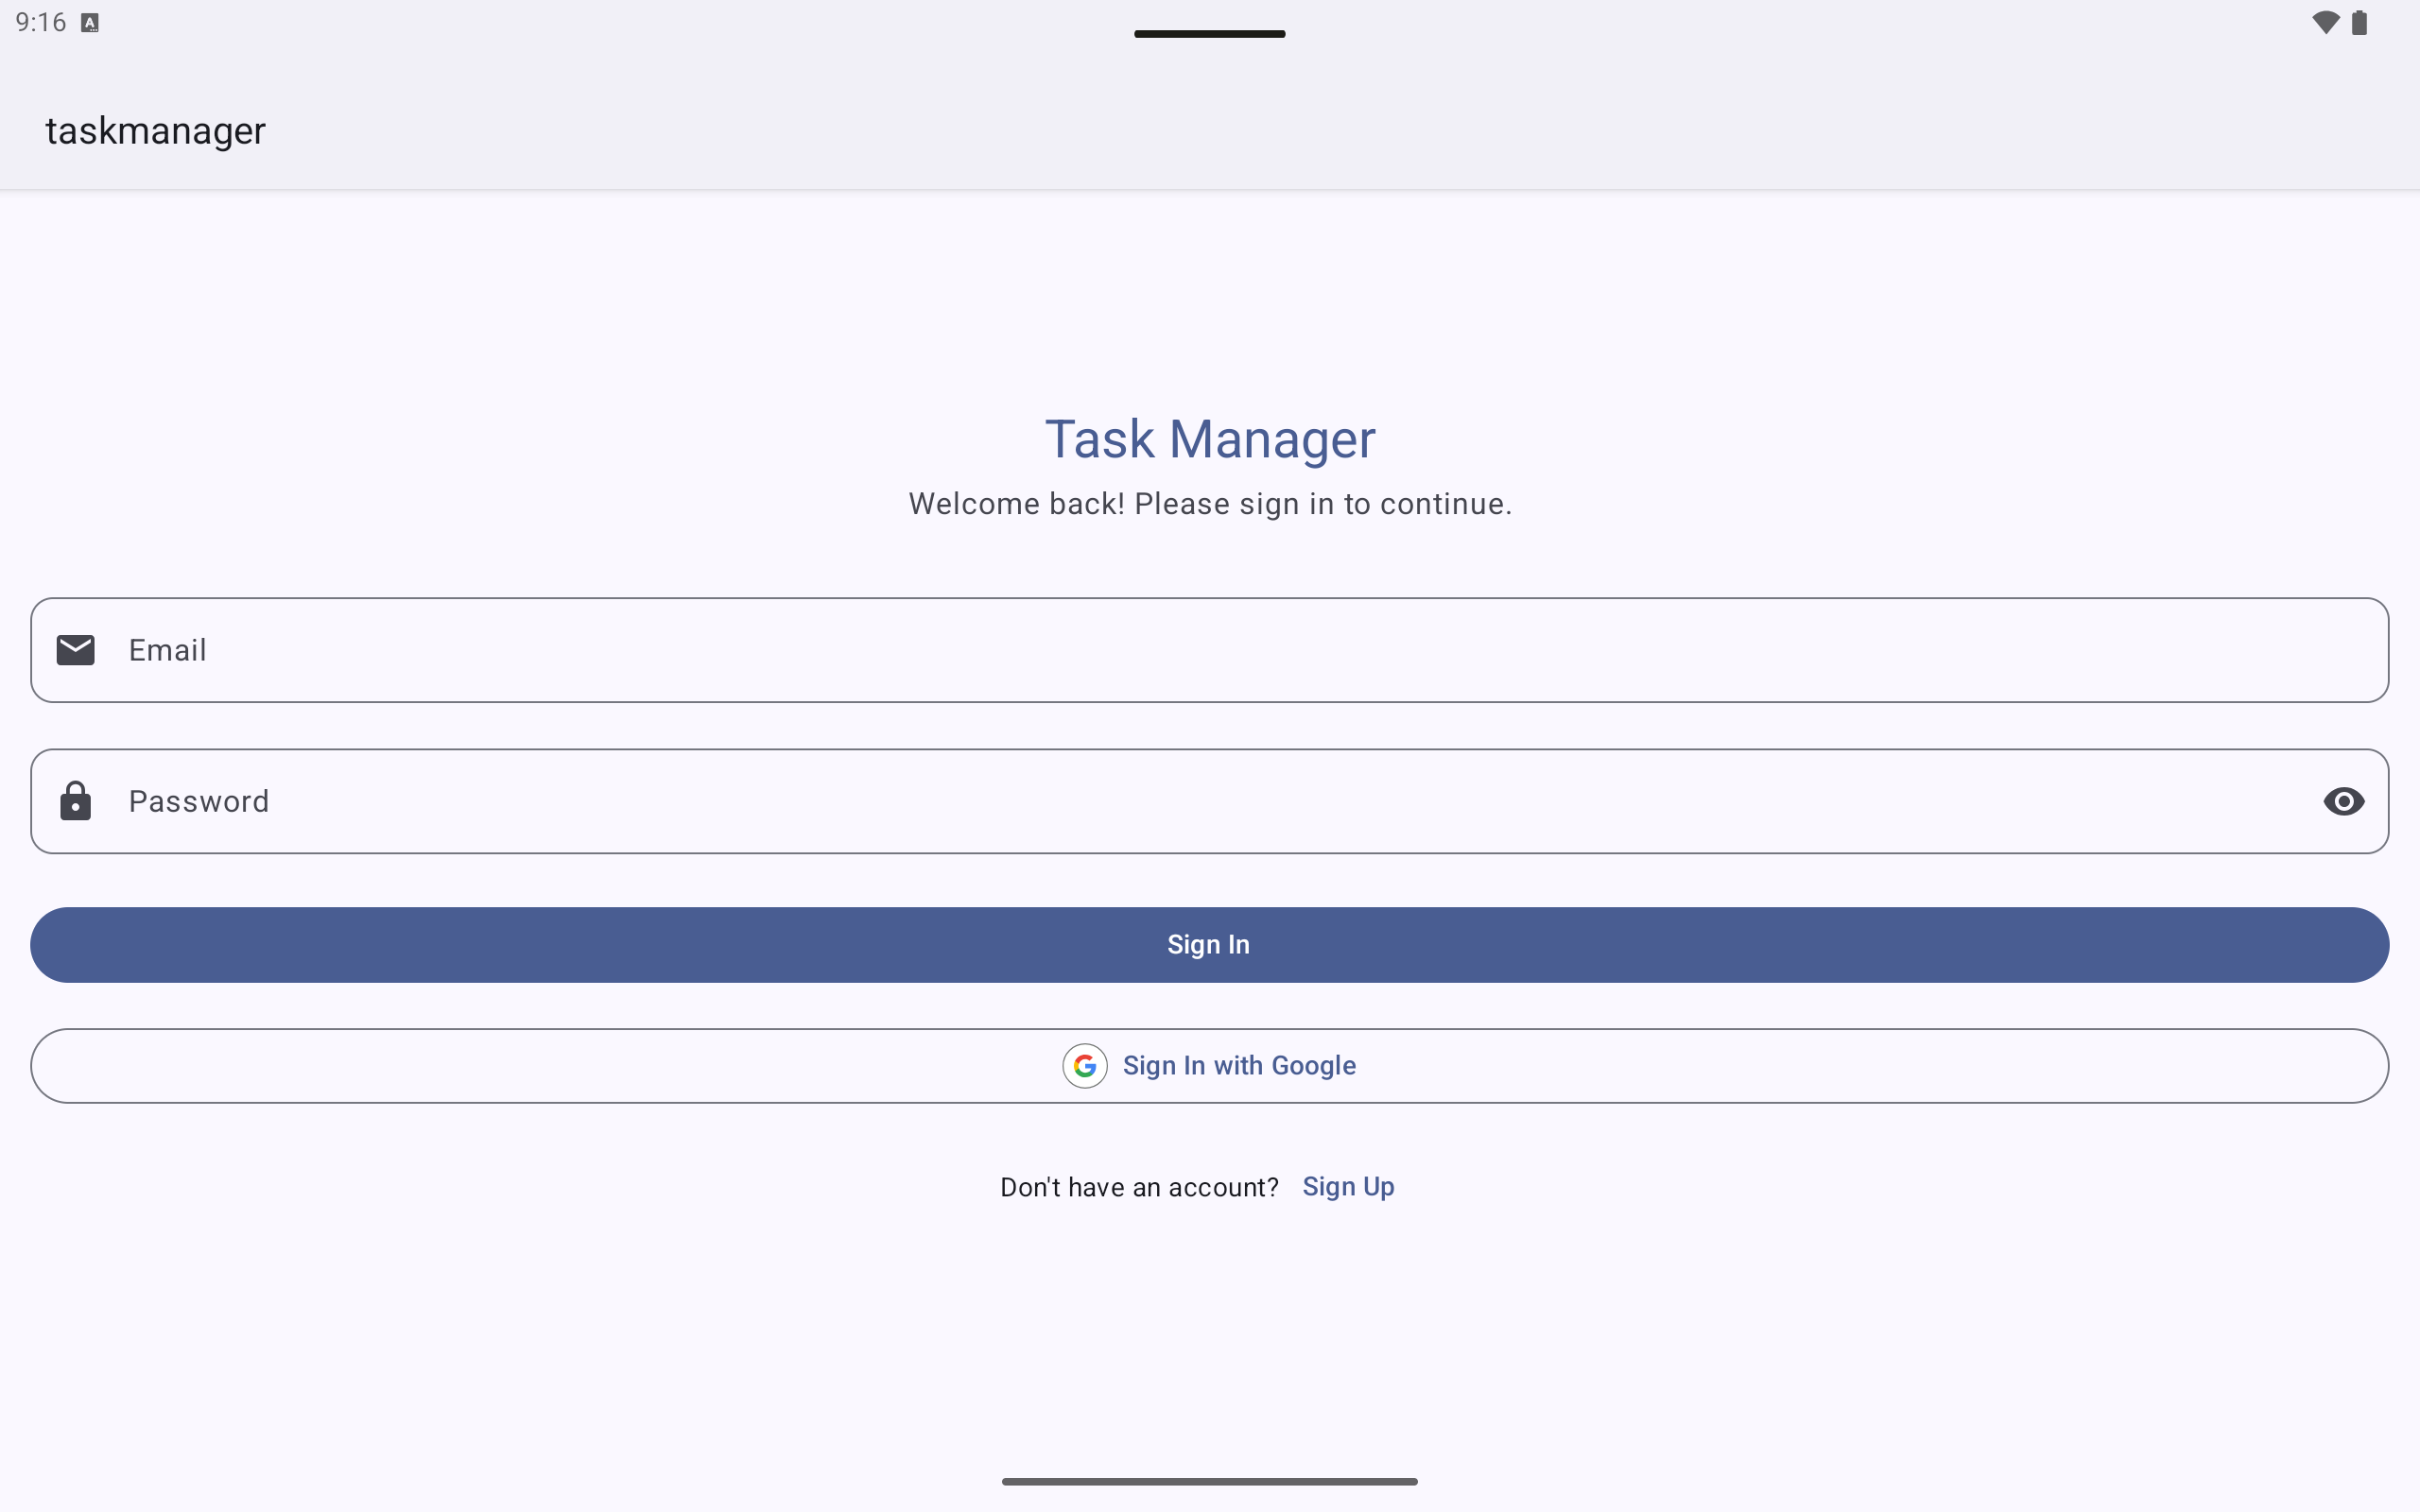 9:16
taskmanager
Task Manager
Welcome back! Please sign in to continue.
Email
Password
Sign In
Sign In with Google
Don't have an account? Sign Up